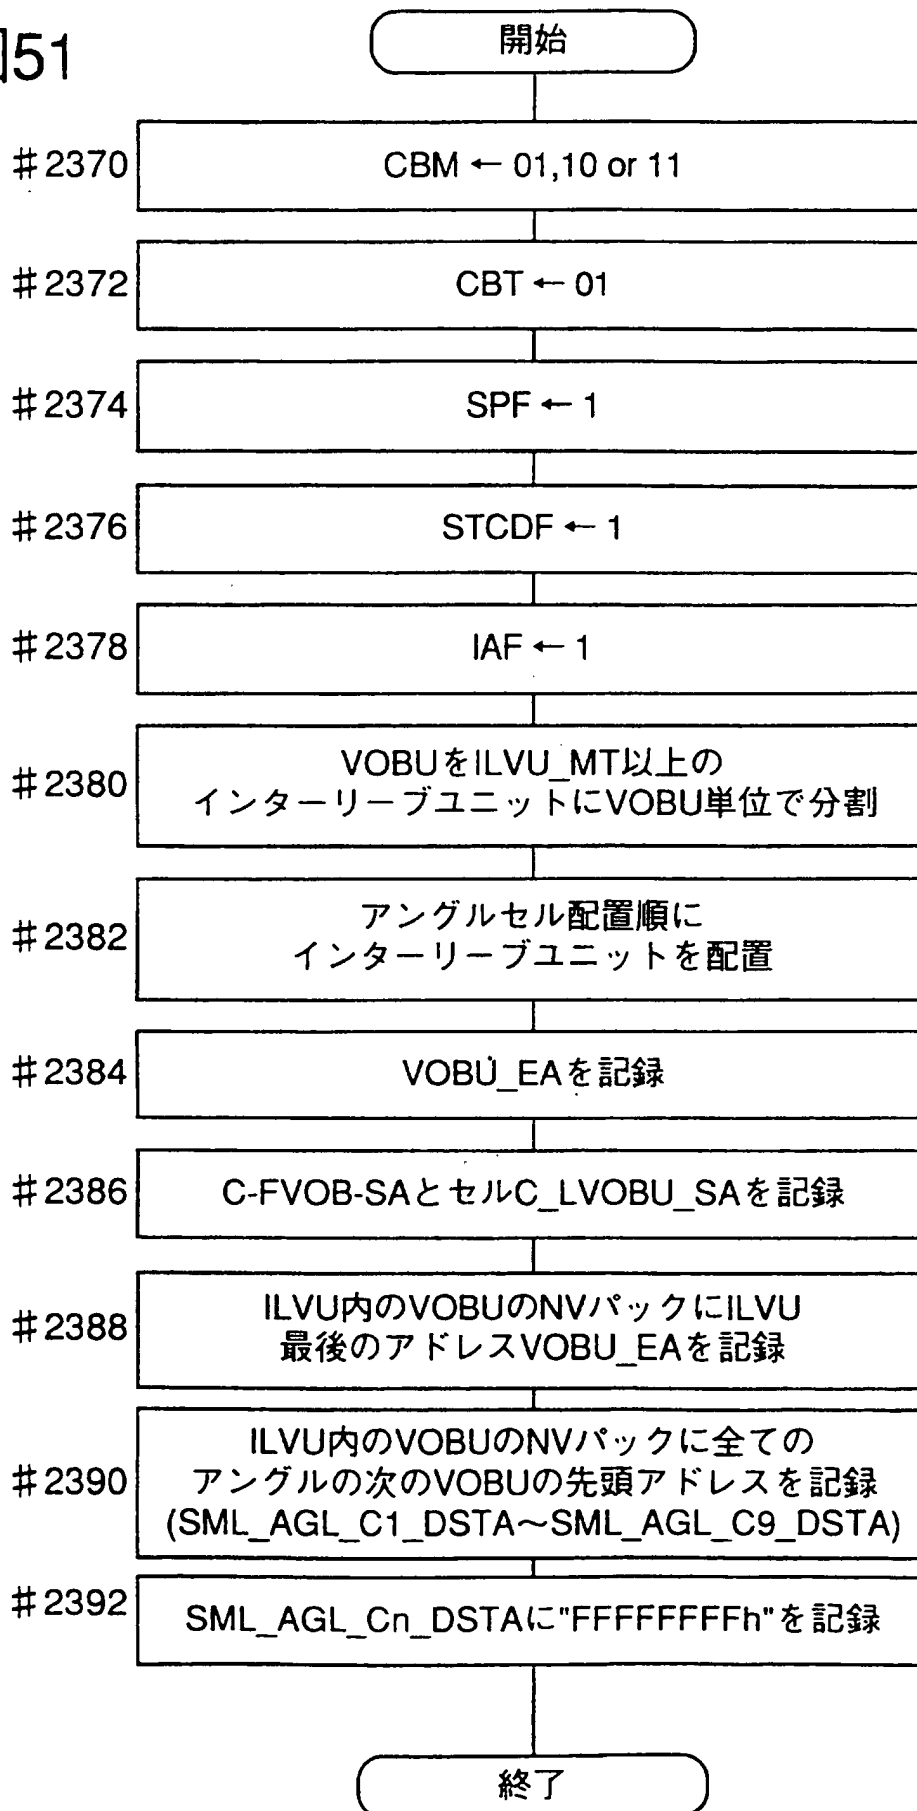 図51
開始
#2370
CBM ← 01,10 or 11
#2372
CBT ← 01
#2374
SPF ← 1
#2376
STCDF ← 1
#2378
IAF ← 1
#2380
VOBUをILVU_MT以上の
インターリーブユニットにVOBU単位で分割
#2382
アングルセル配置順に
インターリーブユニットを配置
#2384
VOBU_EAを記録
#2386
C-FVOB-SAとセルC_LVOBU_SAを記録
#2388
ILVU内のVOBUのNVパックにILVU
最後のアドレスVOBU_EAを記録
#2390
ILVU内のVOBUのNVパックに全ての
アングルの次のVOBUの先頭アドレスを記録
(SML_AGL_C1_DSTA～SML_AGL_C9_DSTA)
#2392
SML_AGL_Cn_DSTAに"FFFFFFFFh"を記録
終了